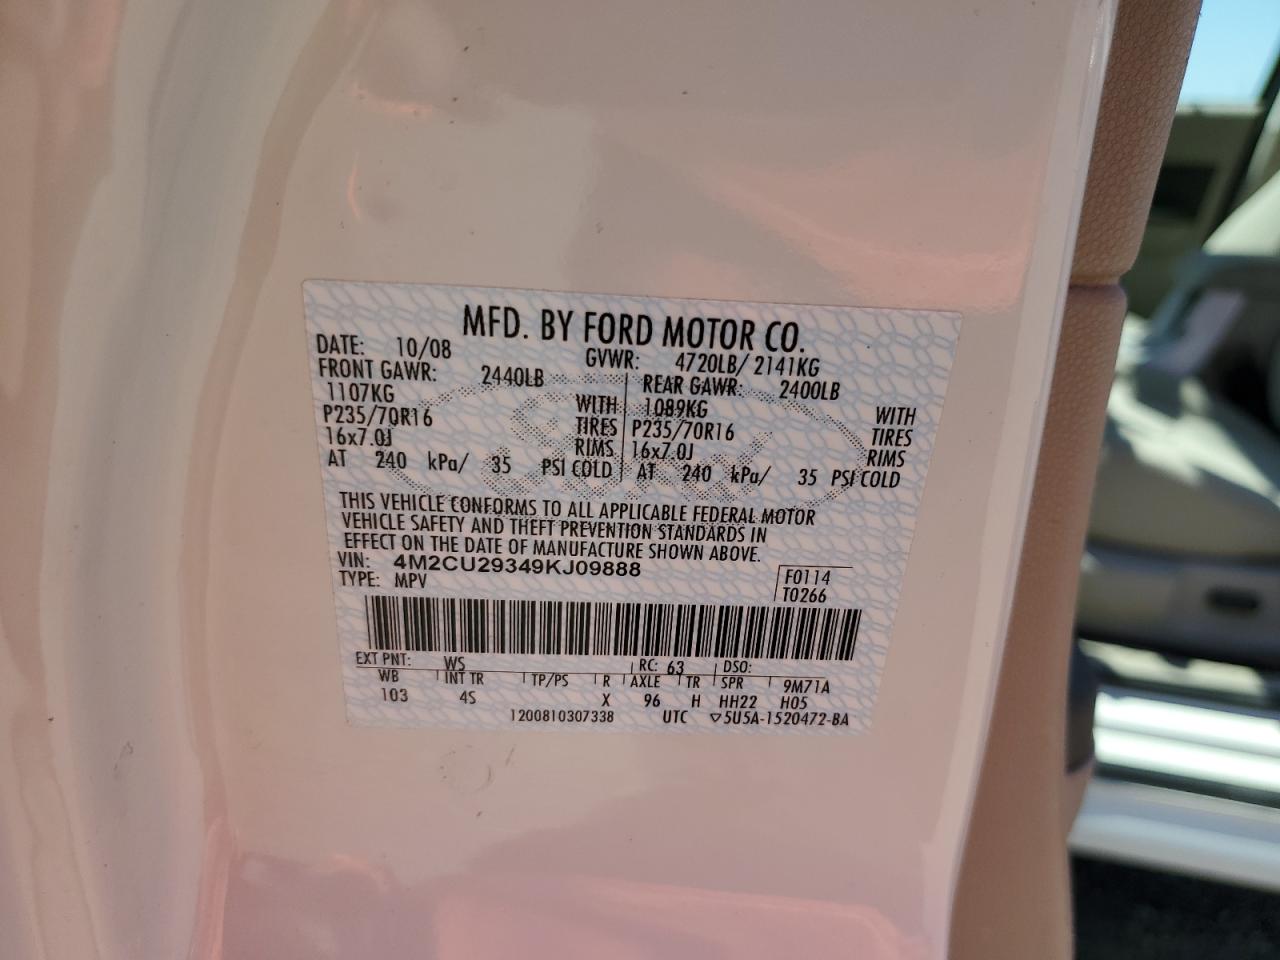 MFD. BY FORD MOTOR CO.
DATE: 10/08 GVWR: 4720LB/ 2141KG
FRONT GAWR: 2440LB REAR GAWR: 2400LB
1107KG WITH 1089KG WITH
P235/70R16 TIRES P235/70R16 TIRES
16x7.0J RIMS 16x7.0J RIMS
AT 240 kPa/ 35 PSI COLD AT 240 kPa/ 35 PSI COLD
THIS VEHICLE CONFORMS TO ALL APPLICABLE FEDERAL MOTOR
VEHICLE SAFETY AND THEFT PREVENTION STANDARDS IN
EFFECT ON THE DATE OF MANUFACTURE SHOWN ABOVE.
VIN: 4M2CU29349KJ09888 F0114
TYPE: MPV T0266
EXT PNT: WS RC: 63 DSO:
WB INT TR TP/PS R AXLE TR SPR 9M71A
103 4S X 96 H HH22 H05
1200810307338 UTC ▽5U5A-1520472-BA